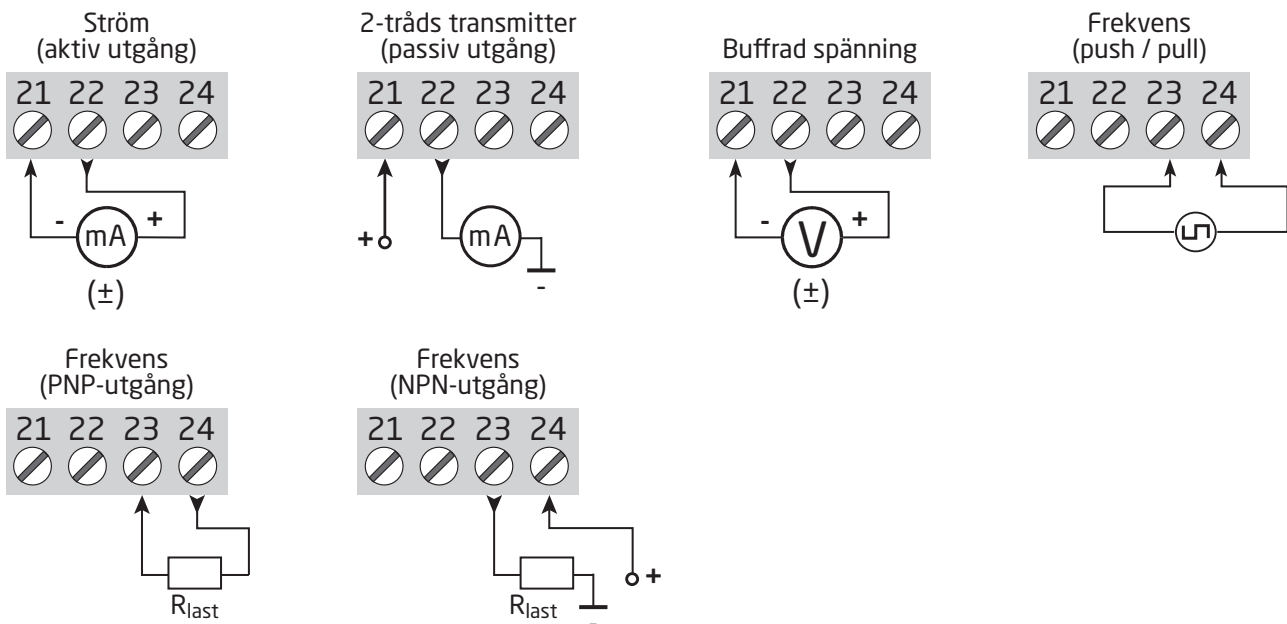 Ström
(aktiv utgång)
21 22 23 24
- mA +
(±)
2-tråds transmitter
(passiv utgång)
21 22 23 24
+ mA
-
Buffrad spänning
21 22 23 24
- V +
(±)
Frekvens
(push / pull)
21 22 23 24
Frekvens
(PNP-utgång)
21 22 23 24
Rlast
Frekvens
(NPN-utgång)
21 22 23 24
+
Rlast
-